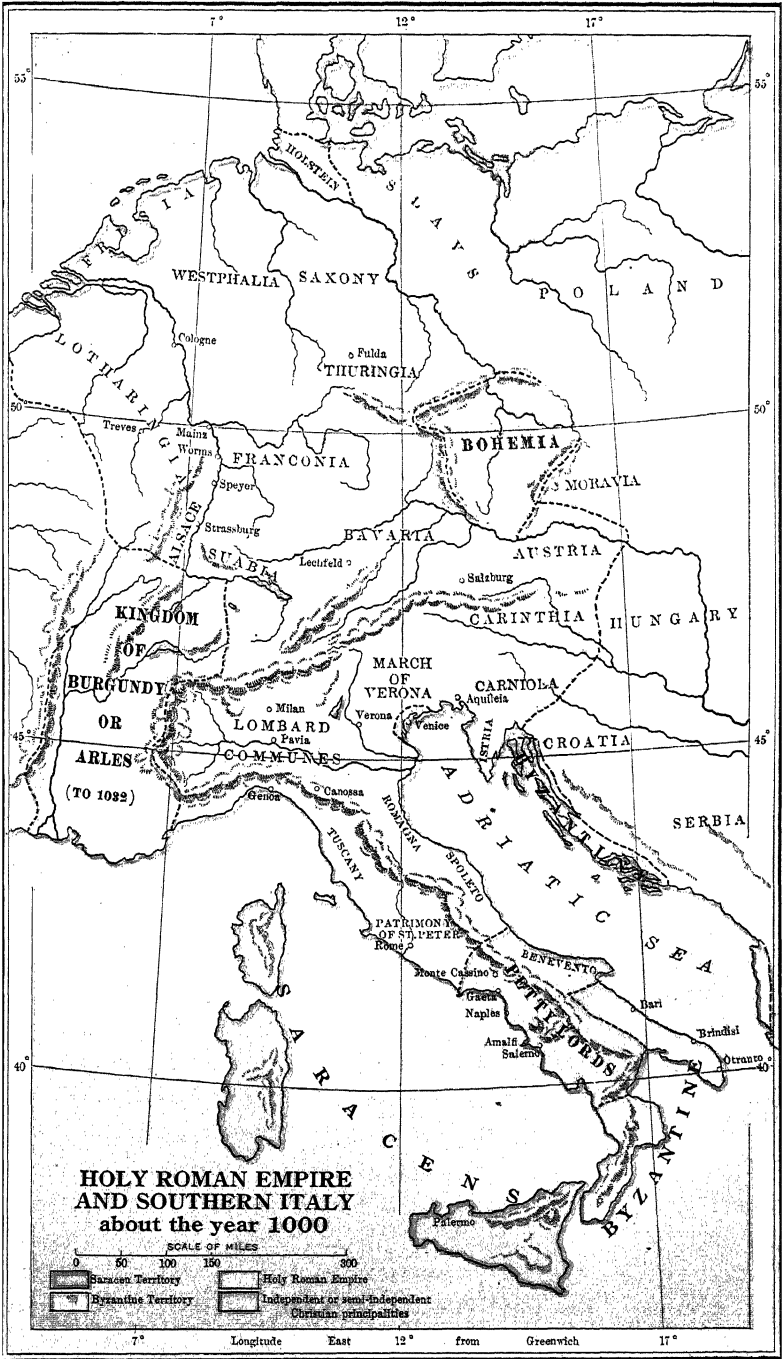 7° 12° 17°
55° 55°
HOLSTEIN
SLAVS
FRISIA
WESTPHALIA SAXONY
POLAND
Cologne
LOTHARINGIA
Fulda
THURINGIA
50° 50°
Treves
Mainz
Worms
FRANCONIA
BOHEMIA
Speyer
MORAVIA
ALSACE
Strassburg
BAVARIA
SUABIA
Lechfeld
AUSTRIA
Salzburg
KINGDOM
OF
BURGUNDY
OR
ARLES
(TO 1032)
CARINTHIA
HUNGARY
MARCH
OF
VERONA
CARNIOLA
Aquileia
Milan
Verona
Venice
LOMBARD
Pavia
COMMUNES
ISTRIA
CROATIA
45° 45°
BYZANTINE
Genoa
Canossa
ROMAGNA
ADRIATIC SEA
SERBIA
TUSCANY
SPOLETO
PATRIMONY
OF ST. PETER
Rome
BENEVENTO
Monte Cassino
PETTY LORDS
Gaeta
Naples
Bari
Amalfi
Salerno
Brindisi
Otranto
40° 40°
SARACENS
BYZANTINE
Palermo
HOLY ROMAN EMPIRE
AND SOUTHERN ITALY
about the year 1000
SCALE OF MILES
0 50 100 150 300
Saracen Territory
Holy Roman Empire
Byzantine Territory
Independent or semi-independent
Christian principalities
7° Longitude East 12° from Greenwich 17°